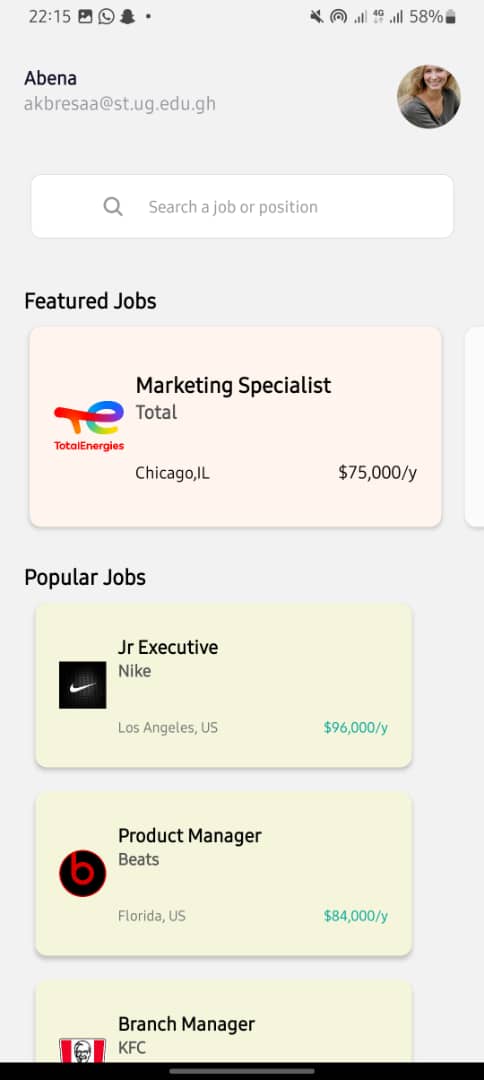 22:15
4G
58%
Abena
akbresaa@st.ug.edu.gh
Search a job or position
Featured Jobs
Marketing Specialist
Total
TotalEnergies
Chicago,IL
$75,000/y
Popular Jobs
Jr Executive
Nike
Los Angeles, US
$96,000/y
Product Manager
Beats
b
Florida, US
$84,000/y
Branch Manager
KFC